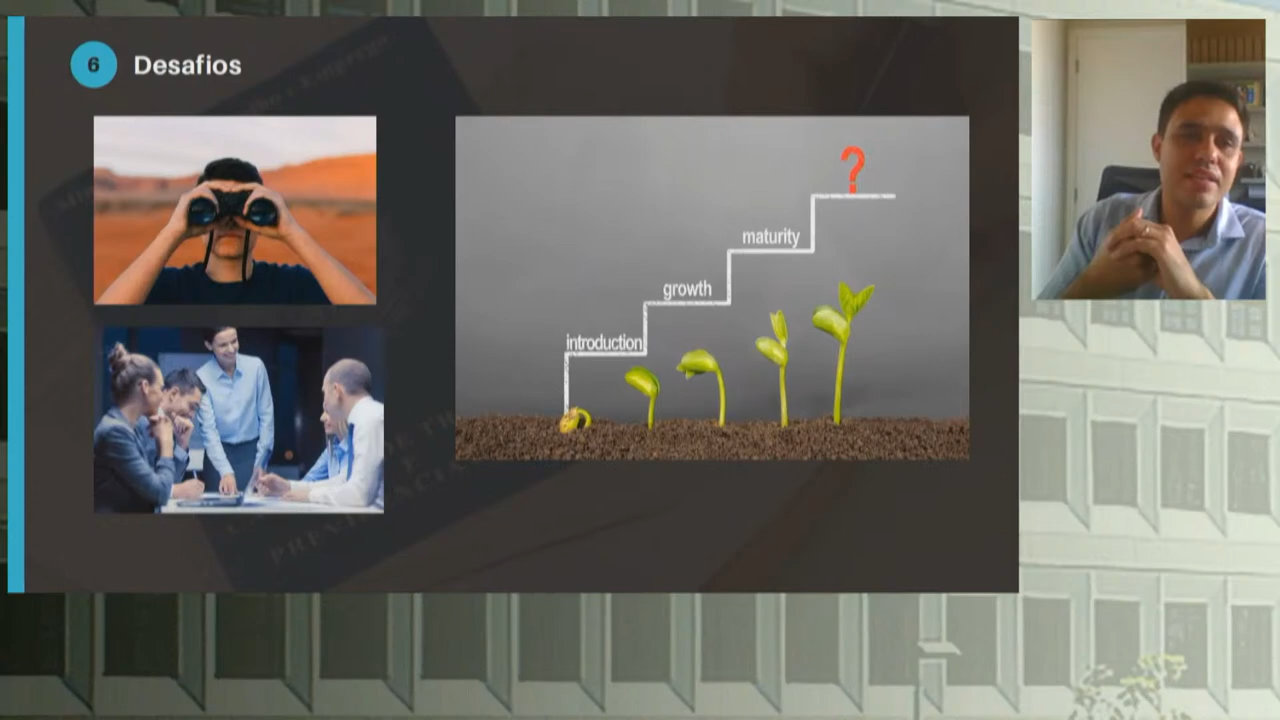 6 Desafios
?
maturity
growth
introduction